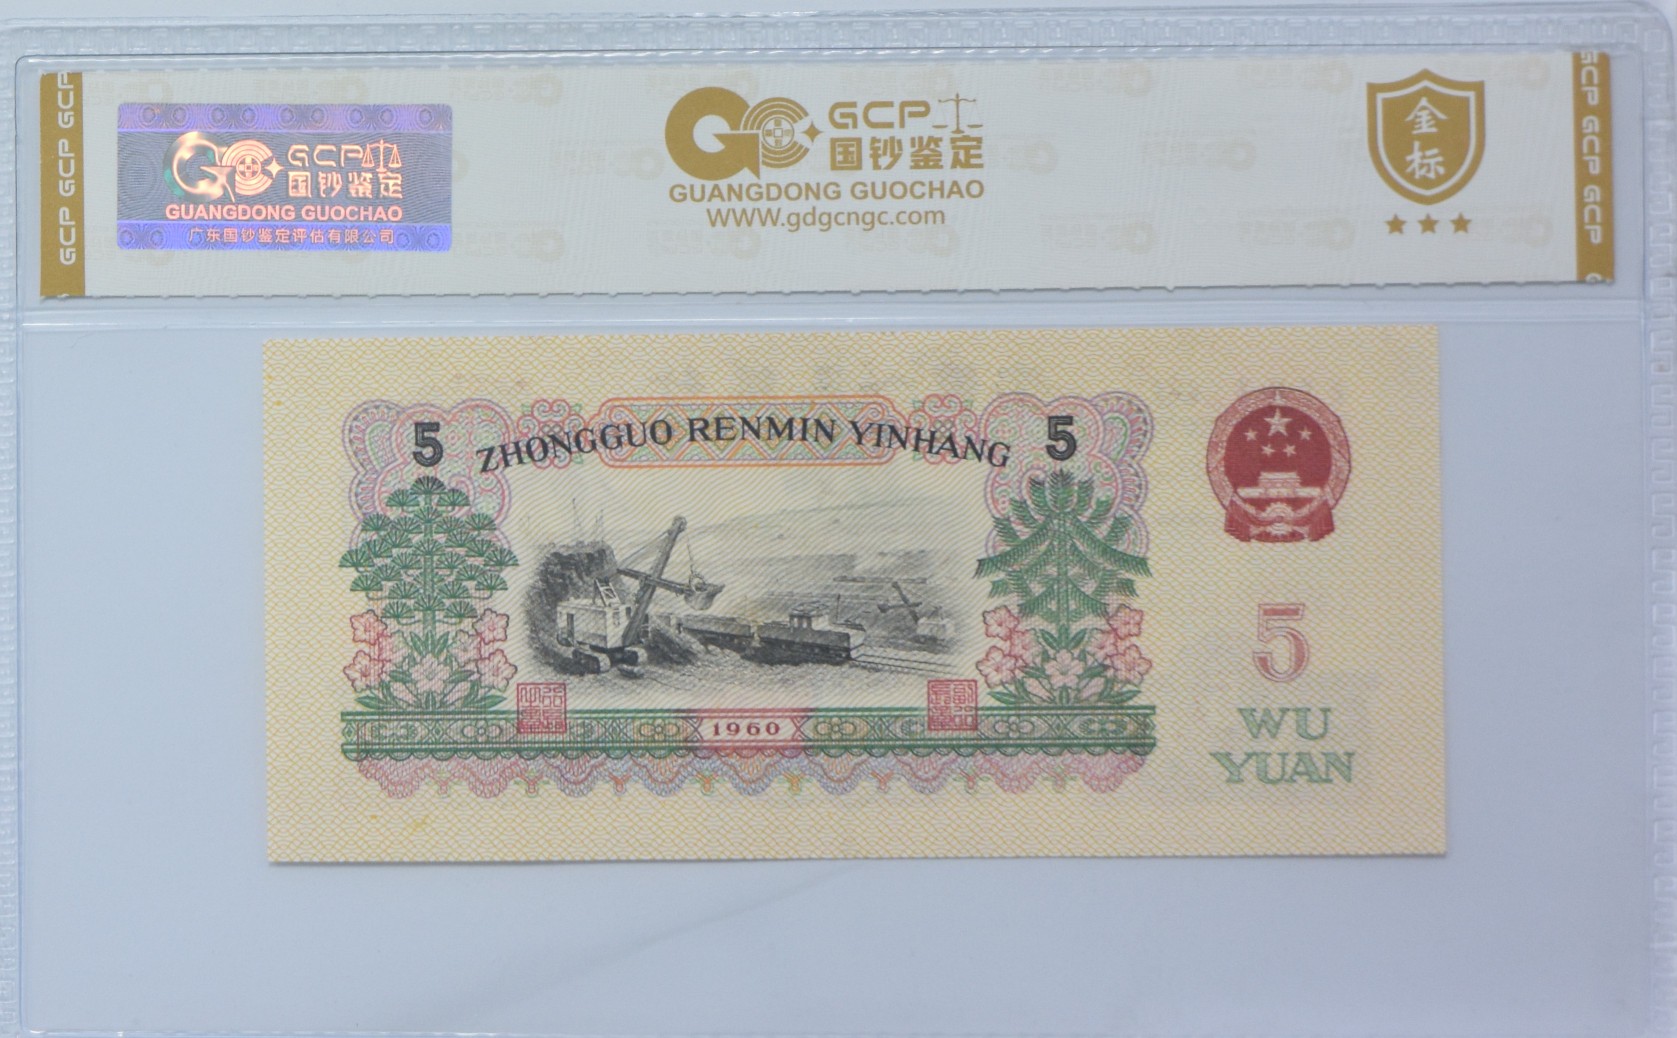 GCP GCP GCP
GCP 国钞鉴定
GUANGDONG GUOCHAO
广东国钞鉴定评估有限公司
GCP
国钞鉴定
GUANGDONG GUOCHAO
WWW.gdgcngc.com
金标
GCP GCP GCP
5 ZHONGGUO RENMIN YINHANG 5
1960
5
WU
YUAN